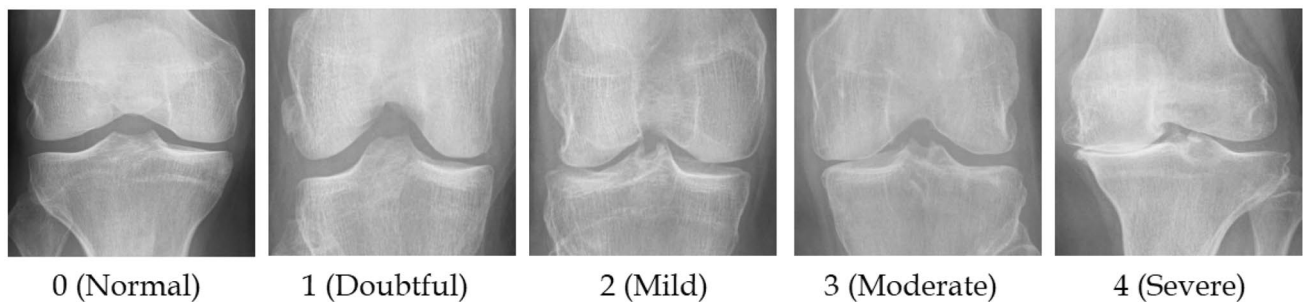 0 (Normal)
1 (Doubtful)
2 (Mild)
3 (Moderate)
4 (Severe)